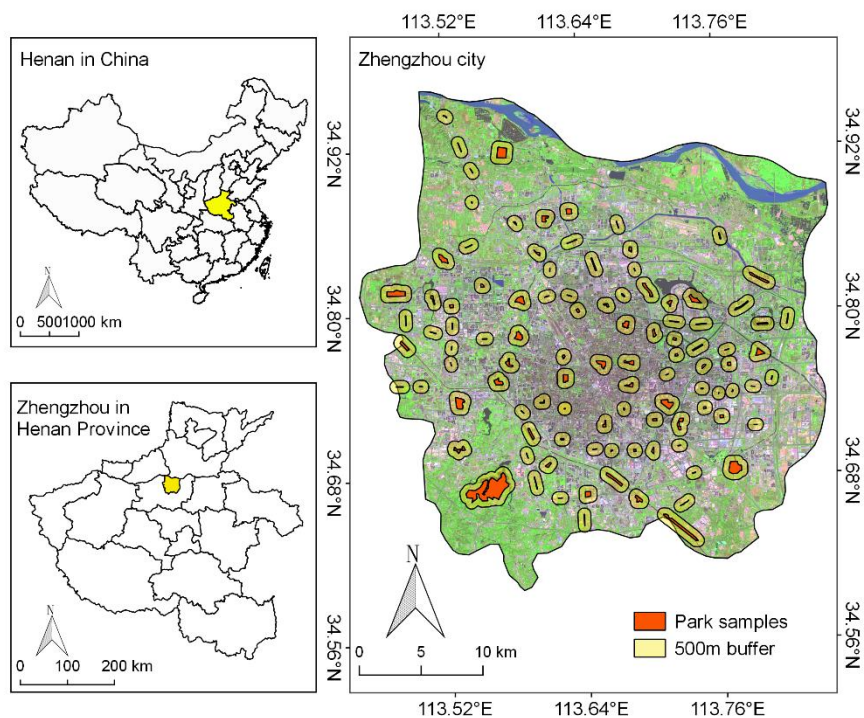 Henan in China
N
0 5001000 km
Zhengzhou in
Henan Province
N
0 100 200 km
113.52°E 113.64°E 113.76°E
Zhengzhou city
34.92°N 34.92°N
34.80°N 34.80°N
34.68°N 34.68°N
34.56°N 34.56°N
N
0 5 10 km
Park samples
500m buffer
113.52°E 113.64°E 113.76°E